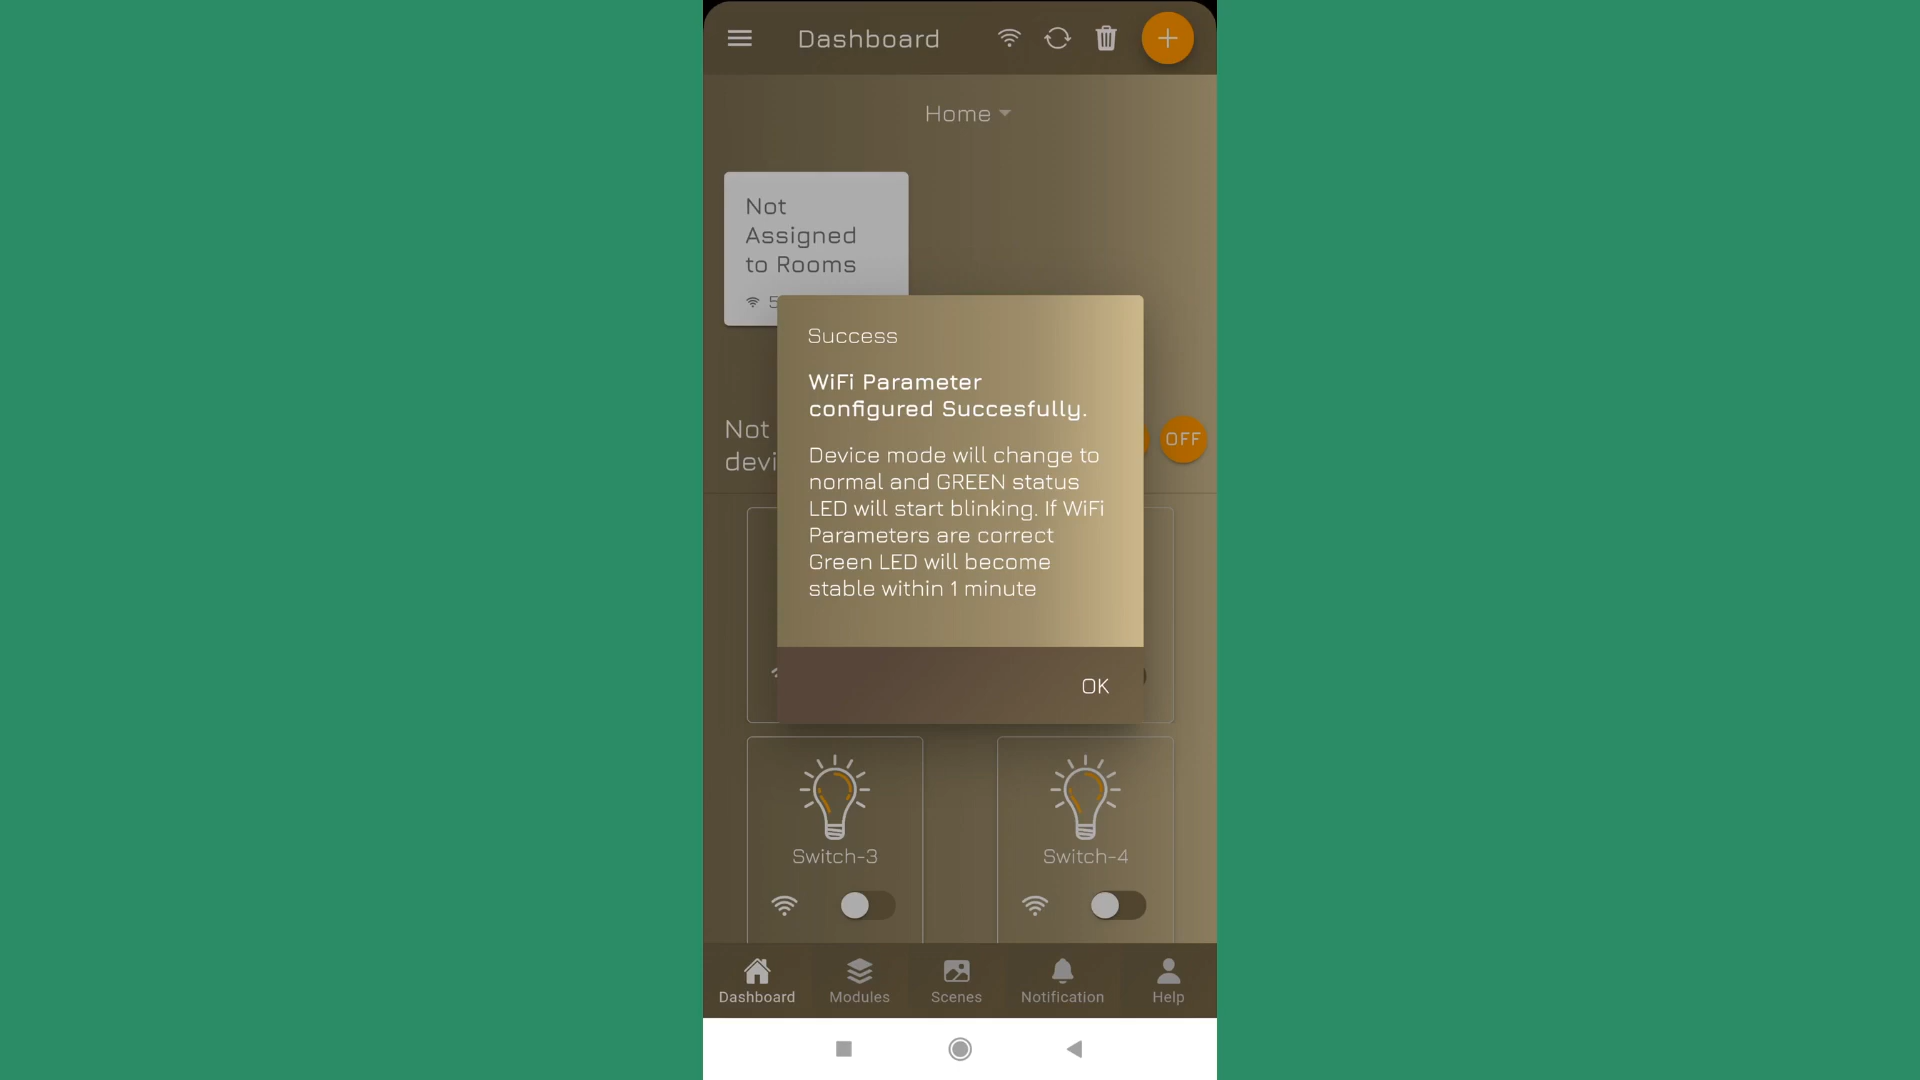 Dashboard
Home
Not
Assigned
to Rooms
5
Success
WiFi Parameter
configured Succesfully.
Not
devi
OFF
Device mode will change to
normal and GREEN status
LED will start blinking. If WiFi
Parameters are correct
Green LED will become
stable within 1 minute
OK
Switch-3
Switch-4
Dashboard
Modules
Scenes
Notification
Help